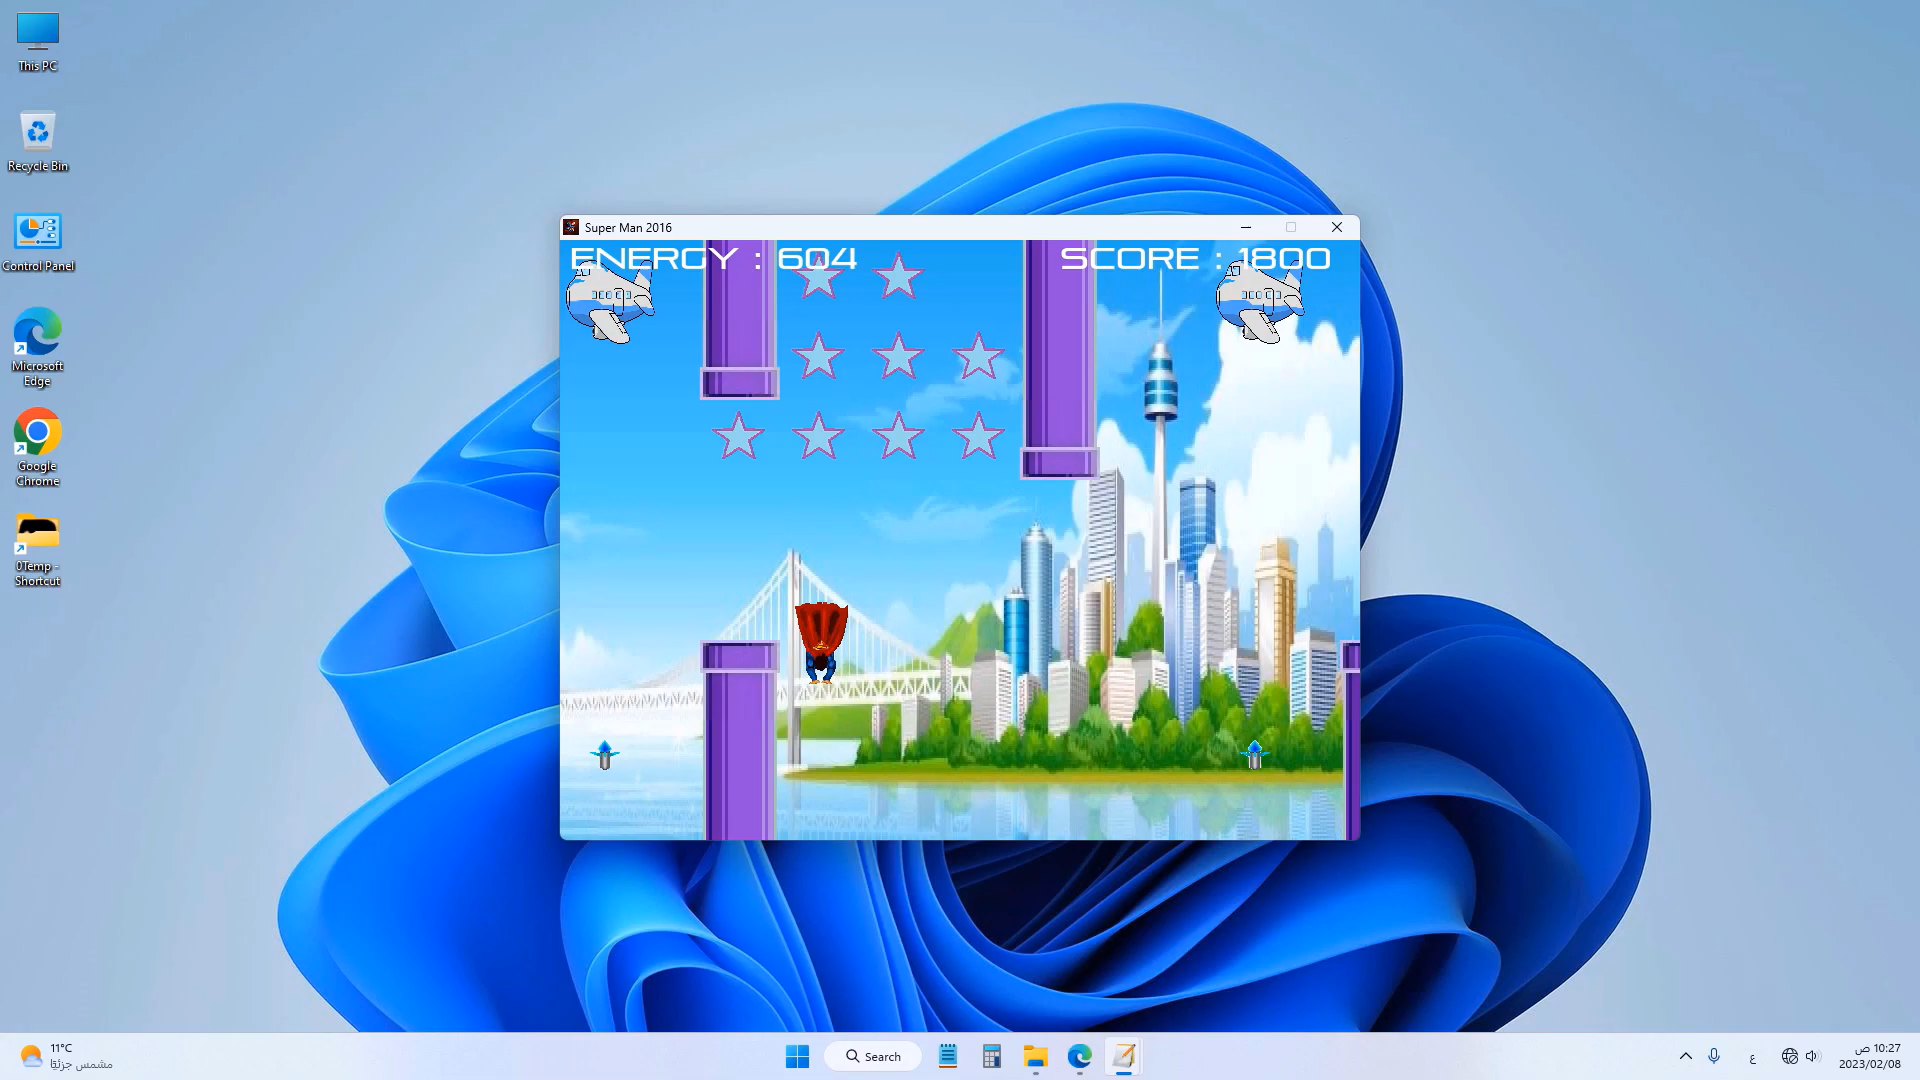 This PC
Recycle Bin
Control Panel
Microsoft
Edge
Google
Chrome
0Temp -
Shortcut
Super Man 2016
ENERGY : 604
SCORE : 1800
11°C
مشمس جزئيًا
Search
ع
10:27 ص
2023/02/08